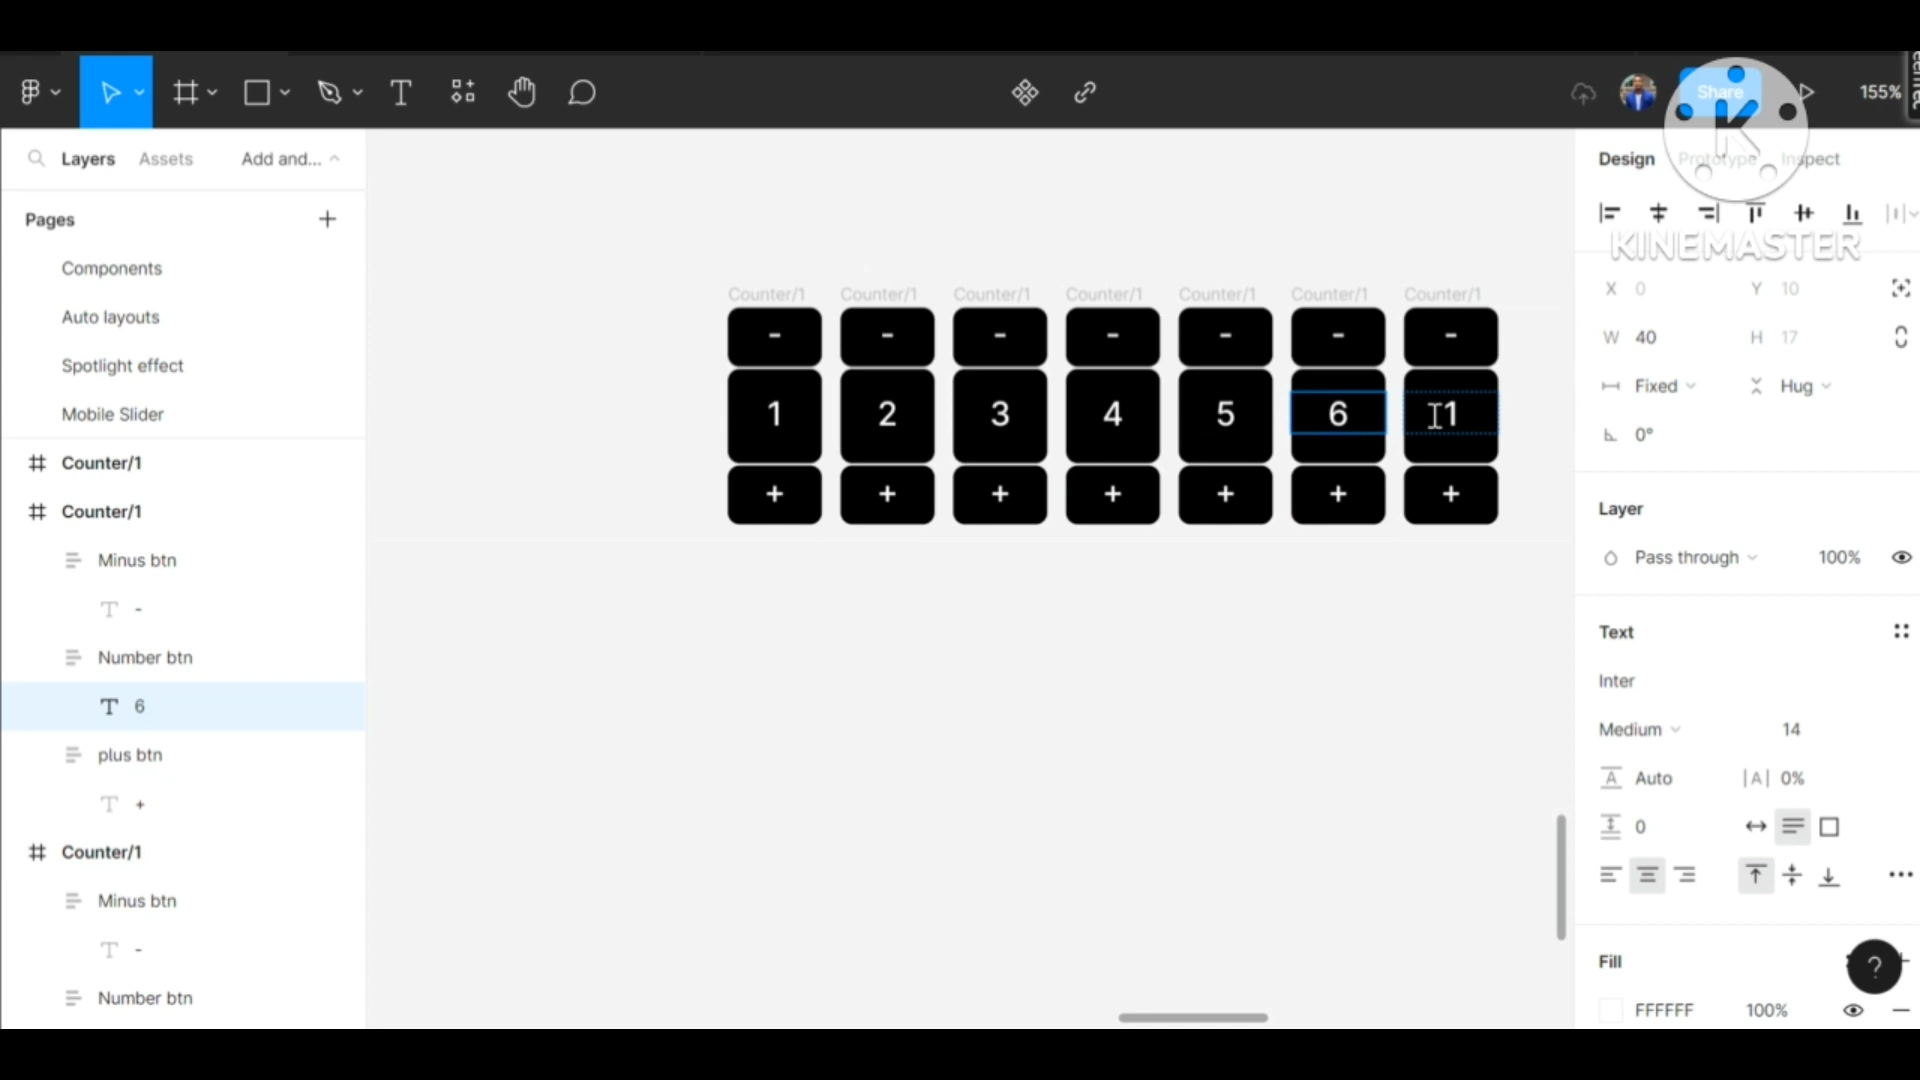 Share
155%
Layers
Assets
Add and...
Design
Prototype
Inspect
KINEMASTER
Pages
Components
Auto layouts
Spotlight effect
Mobile Slider
Counter/1
Counter/1
Minus btn
-
Number btn
6
plus btn
+
Counter/1
Minus btn
-
Number btn
Counter/1 Counter/1 Counter/1 Counter/1 Counter/1 Counter/1 Counter/1
- - - - - - -
1 2 3 4 5 6 1
+ + + + + + +
X 0 Y 10
W 40 H 17
Fixed Hug
0°
Layer
Pass through 100%
Text
Inter
Medium 14
Auto |A| 0%
0
Fill
?
FFFFFF 100%